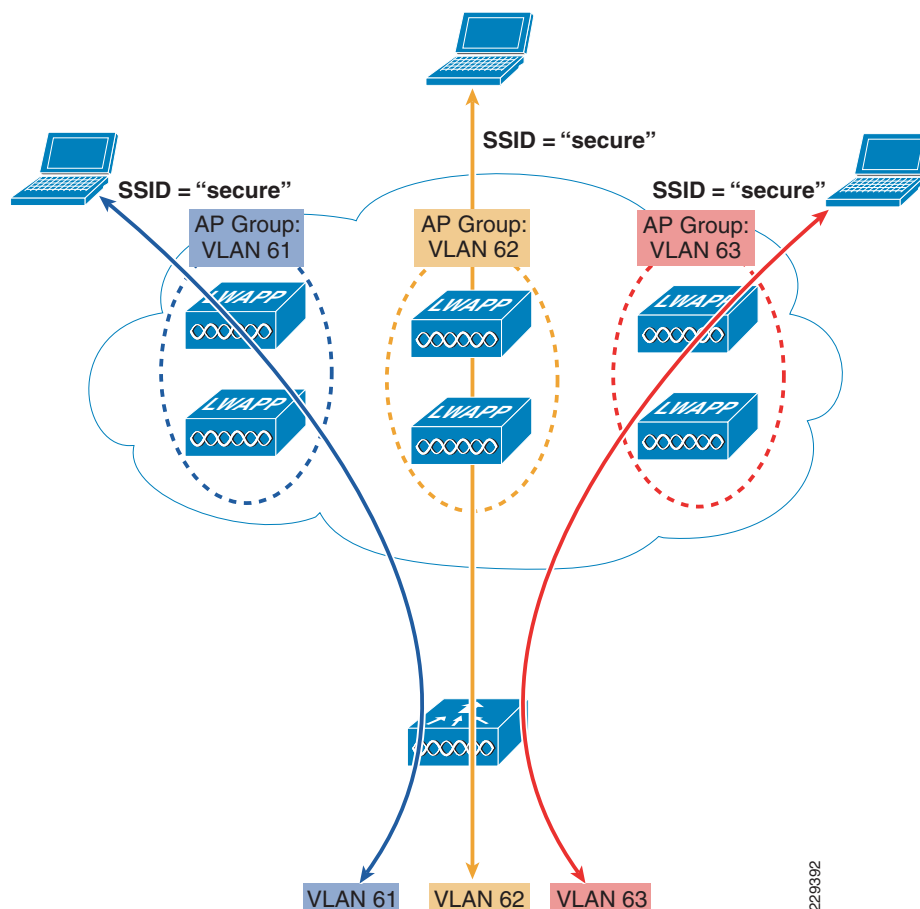 SSID = “secure”
SSID = “secure”
SSID = “secure”
AP Group:
VLAN 61
AP Group:
VLAN 62
AP Group:
VLAN 63
LWAPP
LWAPP
LWAPP
LWAPP
LWAPP
LWAPP
VLAN 61
VLAN 62
VLAN 63
229392